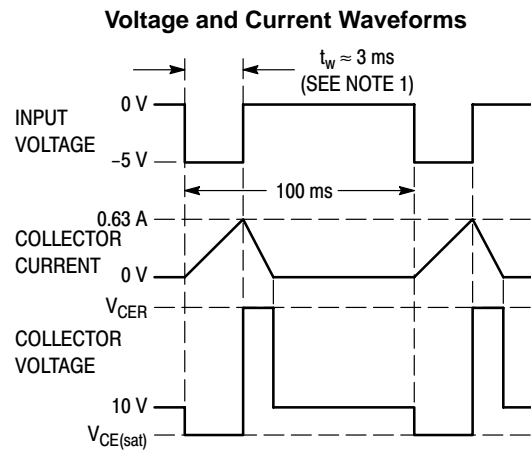 Voltage and Current Waveforms
t_w ≈ 3 ms
(SEE NOTE 1)
0 V
INPUT
VOLTAGE
–5 V
100 ms
0.63 A
COLLECTOR
CURRENT
0 V
V_CER
COLLECTOR
VOLTAGE
10 V
V_CE(sat)